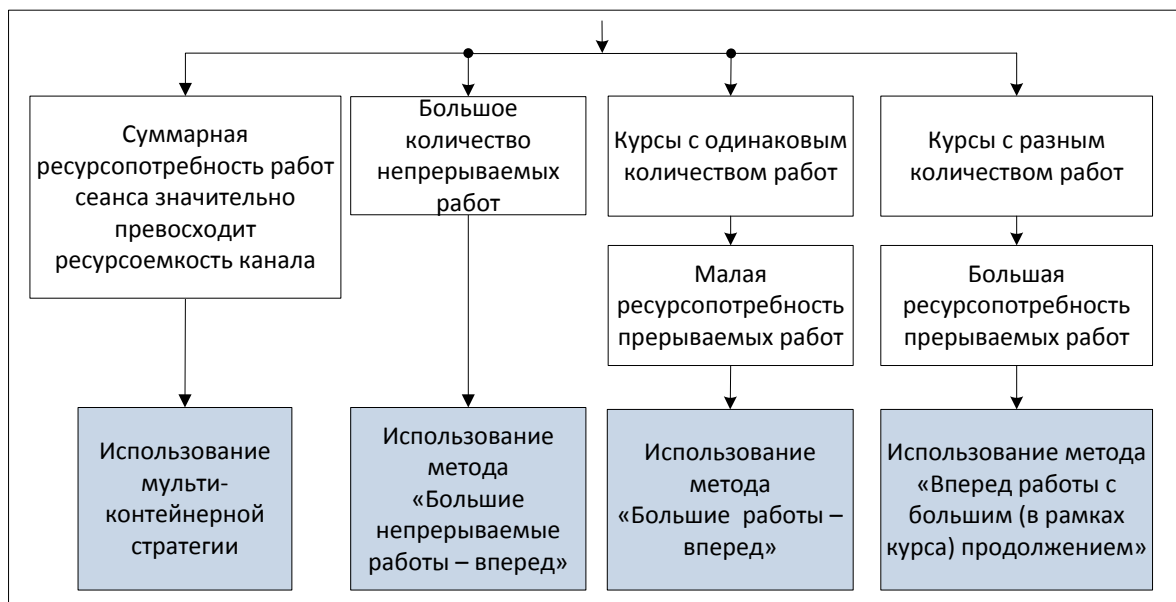 Суммарная
ресурсопотребность работ
сеанса значительно
превосходит
ресурсоемкость канала
Большое
количество
непрерываемых
работ
Курсы с одинаковым
количеством работ
Курсы с разным
количеством работ
Малая
ресурсопотребность
прерываемых работ
Большая
ресурсопотребность
прерываемых работ
Использование
мульти-
контейнерной
стратегии
Использование
метода
«Большие
непрерываемые
работы – вперед»
Использование
метода
«Большие работы –
вперед»
Использование метода
«Вперед работы с
большим (в рамках
курса) продолжением»